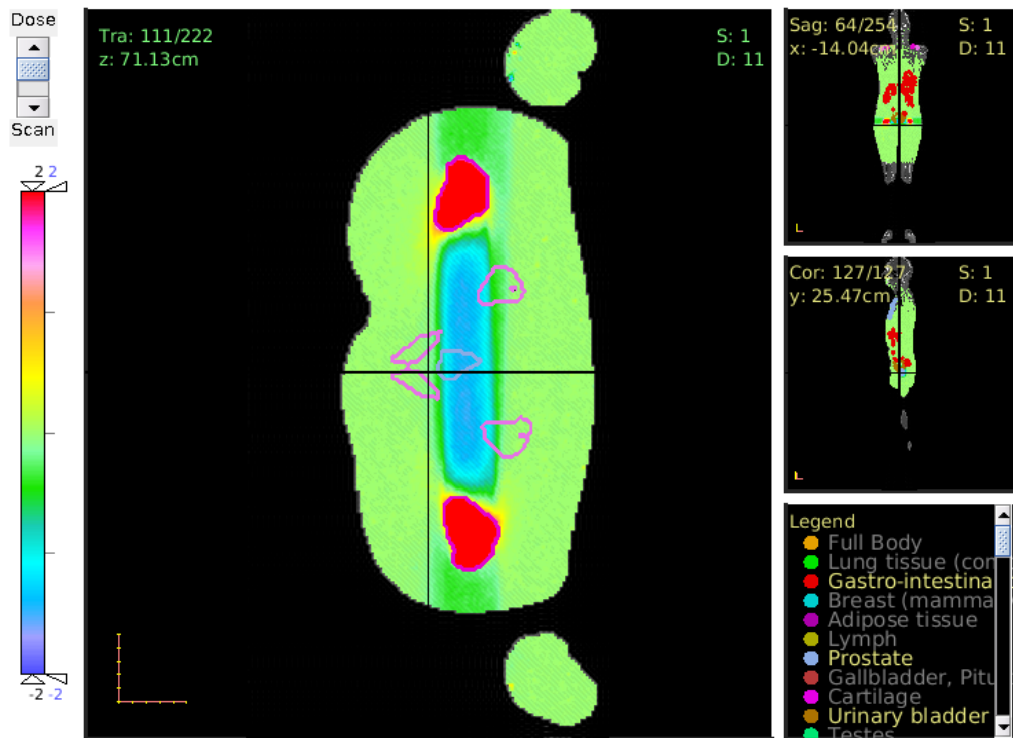 Dose
Scan
2 2
-2 -2
Tra: 111/222
z: 71.13cm
S: 1
D: 11
Sag: 64/254
x: -14.04cm
S: 1
D: 11
L
Cor: 127/127
y: 25.47cm
S: 1
D: 11
L
Legend
Full Body
Lung tissue (con
Gastro-intestina
Breast (mamma
Adipose tissue
Lymph
Prostate
Gallbladder, Pitu
Cartilage
Urinary bladder
Testes